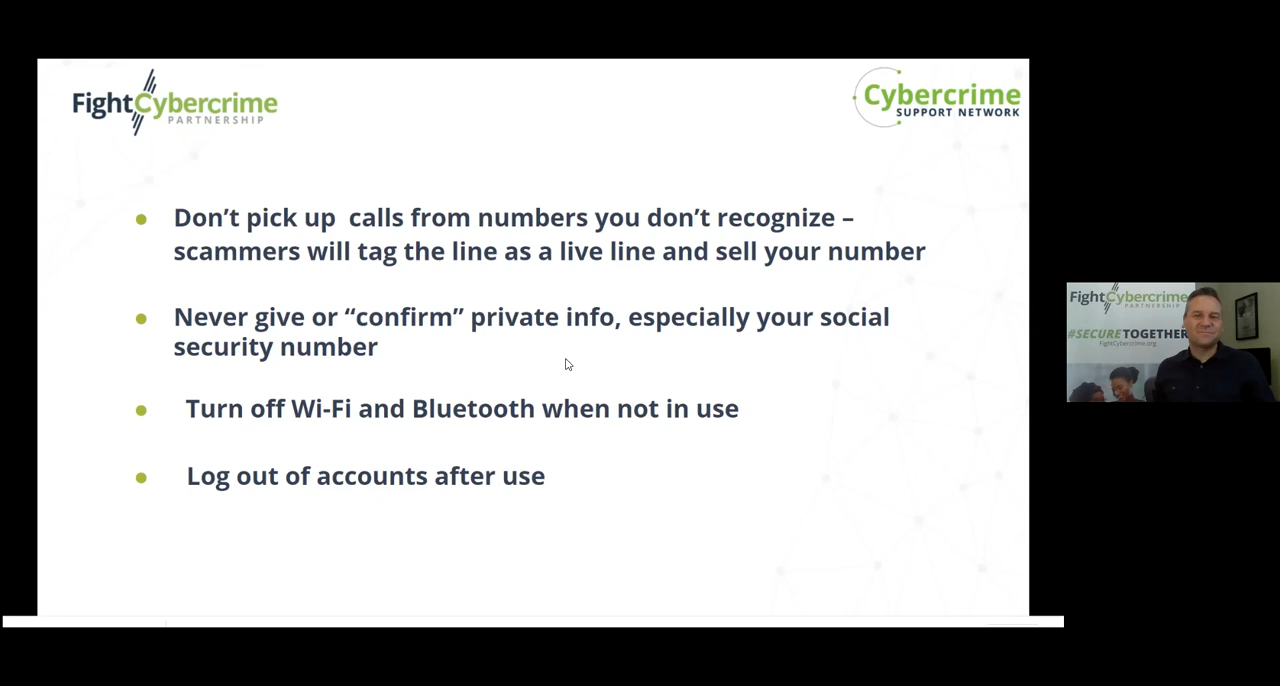 FightCybercrime
PARTNERSHIP
Cybercrime
SUPPORT NETWORK
Don’t pick up  calls from numbers you don’t recognize –
scammers will tag the line as a live line and sell your number
Never give or “confirm” private info, especially your social
security number
Turn off Wi-Fi and Bluetooth when not in use
Log out of accounts after use
FightCybercrime
PARTNERSHIP
#SECURETOGETHER
FightCybercrime.org